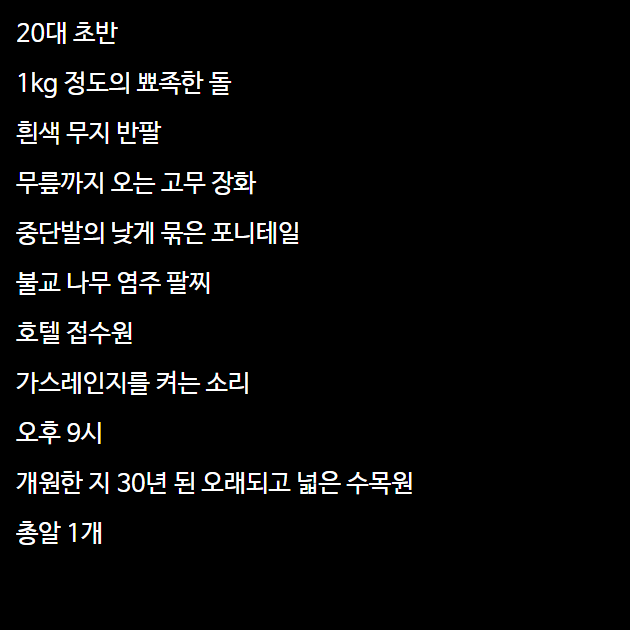 20대 초반
1kg 정도의 뾰족한 돌
흰색 무지 반팔
무릎까지 오는 고무 장화
중단발의 낮게 묶은 포니테일
불교 나무 염주 팔찌
호텔 접수원
가스레인지를 켜는 소리
오후 9시
개원한 지 30년 된 오래되고 넓은 수목원
총알 1개